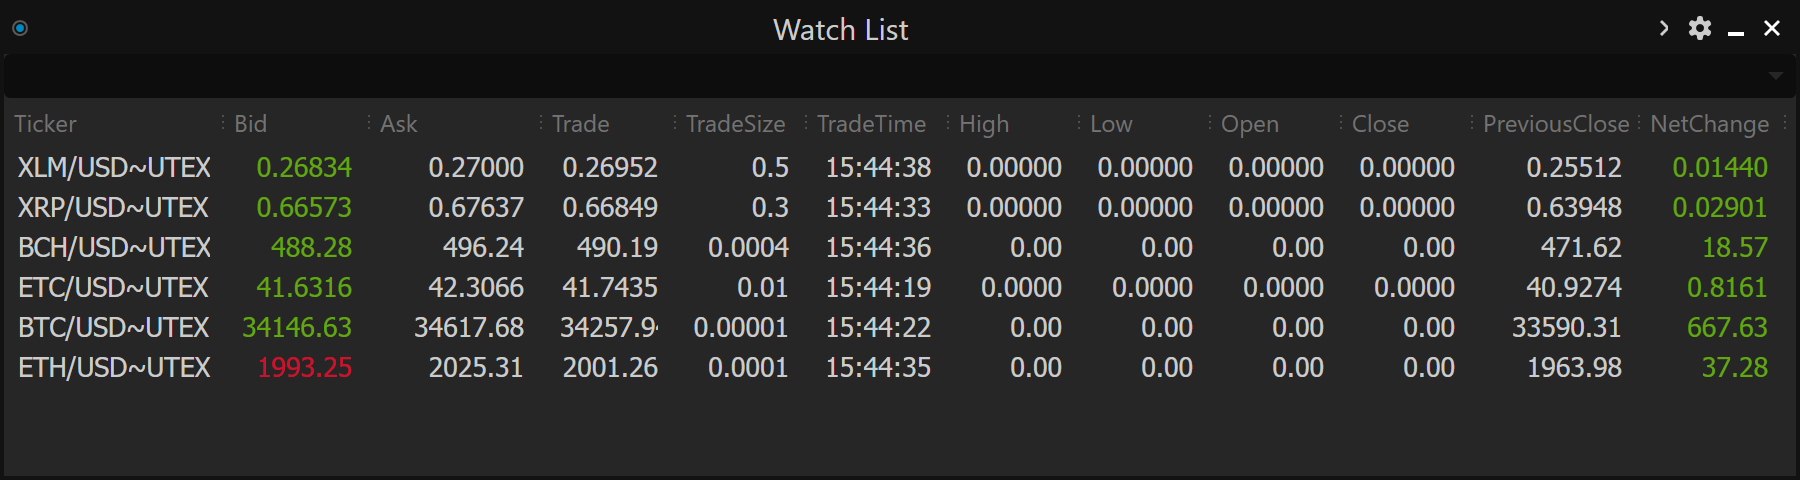 Watch List
Ticker Bid Ask Trade TradeSize TradeTime High Low Open Close PreviousClose NetChange
XLM/USD~UTEX 0.26834 0.27000 0.26952 0.5 15:44:38 0.00000 0.00000 0.00000 0.00000 0.25512 0.01440
XRP/USD~UTEX 0.66573 0.67637 0.66849 0.3 15:44:33 0.00000 0.00000 0.00000 0.00000 0.63948 0.02901
BCH/USD~UTEX 488.28 496.24 490.19 0.0004 15:44:36 0.00 0.00 0.00 0.00 471.62 18.57
ETC/USD~UTEX 41.6316 42.3066 41.7435 0.01 15:44:19 0.0000 0.0000 0.0000 0.0000 40.9274 0.8161
BTC/USD~UTEX 34146.63 34617.68 34257.9 0.00001 15:44:22 0.00 0.00 0.00 0.00 33590.31 667.63
ETH/USD~UTEX 1993.25 2025.31 2001.26 0.0001 15:44:35 0.00 0.00 0.00 0.00 1963.98 37.28